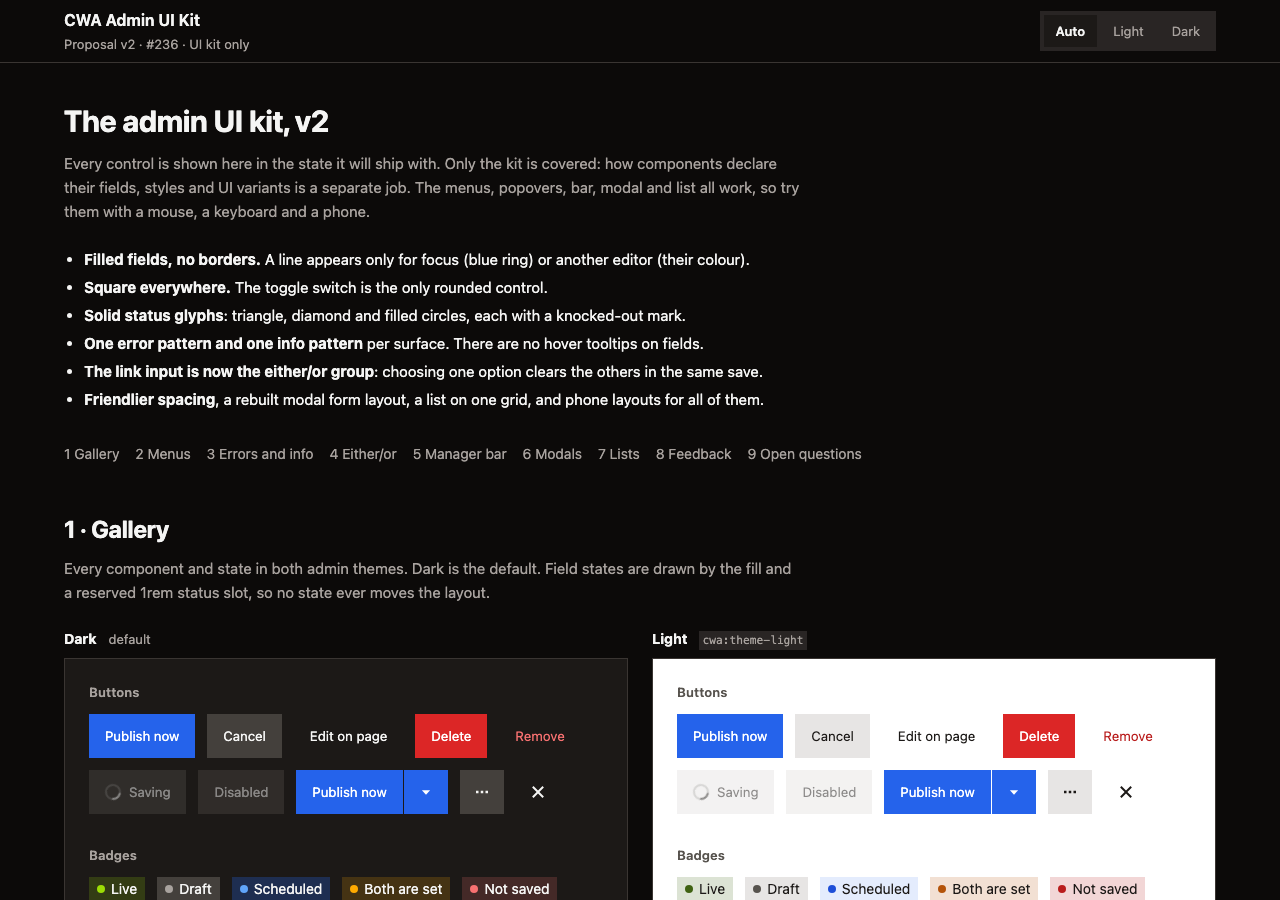 CWA Admin UI Kit
Proposal v2 · #236 · UI kit only
Auto Light Dark
The admin UI kit, v2
Every control is shown here in the state it will ship with. Only the kit is covered: how components declare
their fields, styles and UI variants is a separate job. The menus, popovers, bar, modal and list all work, so try
them with a mouse, a keyboard and a phone.
• Filled fields, no borders. A line appears only for focus (blue ring) or another editor (their colour).
• Square everywhere. The toggle switch is the only rounded control.
• Solid status glyphs: triangle, diamond and filled circles, each with a knocked-out mark.
• One error pattern and one info pattern per surface. There are no hover tooltips on fields.
• The link input is now the either/or group: choosing one option clears the others in the same save.
• Friendlier spacing, a rebuilt modal form layout, a list on one grid, and phone layouts for all of them.
1 Gallery 2 Menus 3 Errors and info 4 Either/or 5 Manager bar 6 Modals 7 Lists 8 Feedback 9 Open questions
1 · Gallery
Every component and state in both admin themes. Dark is the default. Field states are drawn by the fill and
a reserved 1rem status slot, so no state ever moves the layout.
Dark default
Buttons
Publish now Cancel Edit on page Delete Remove
Saving Disabled Publish now
Badges
Live Draft Scheduled Both are set Not saved
Light cwa:theme-light
Buttons
Publish now Cancel Edit on page Delete Remove
Saving Disabled Publish now
Badges
Live Draft Scheduled Both are set Not saved